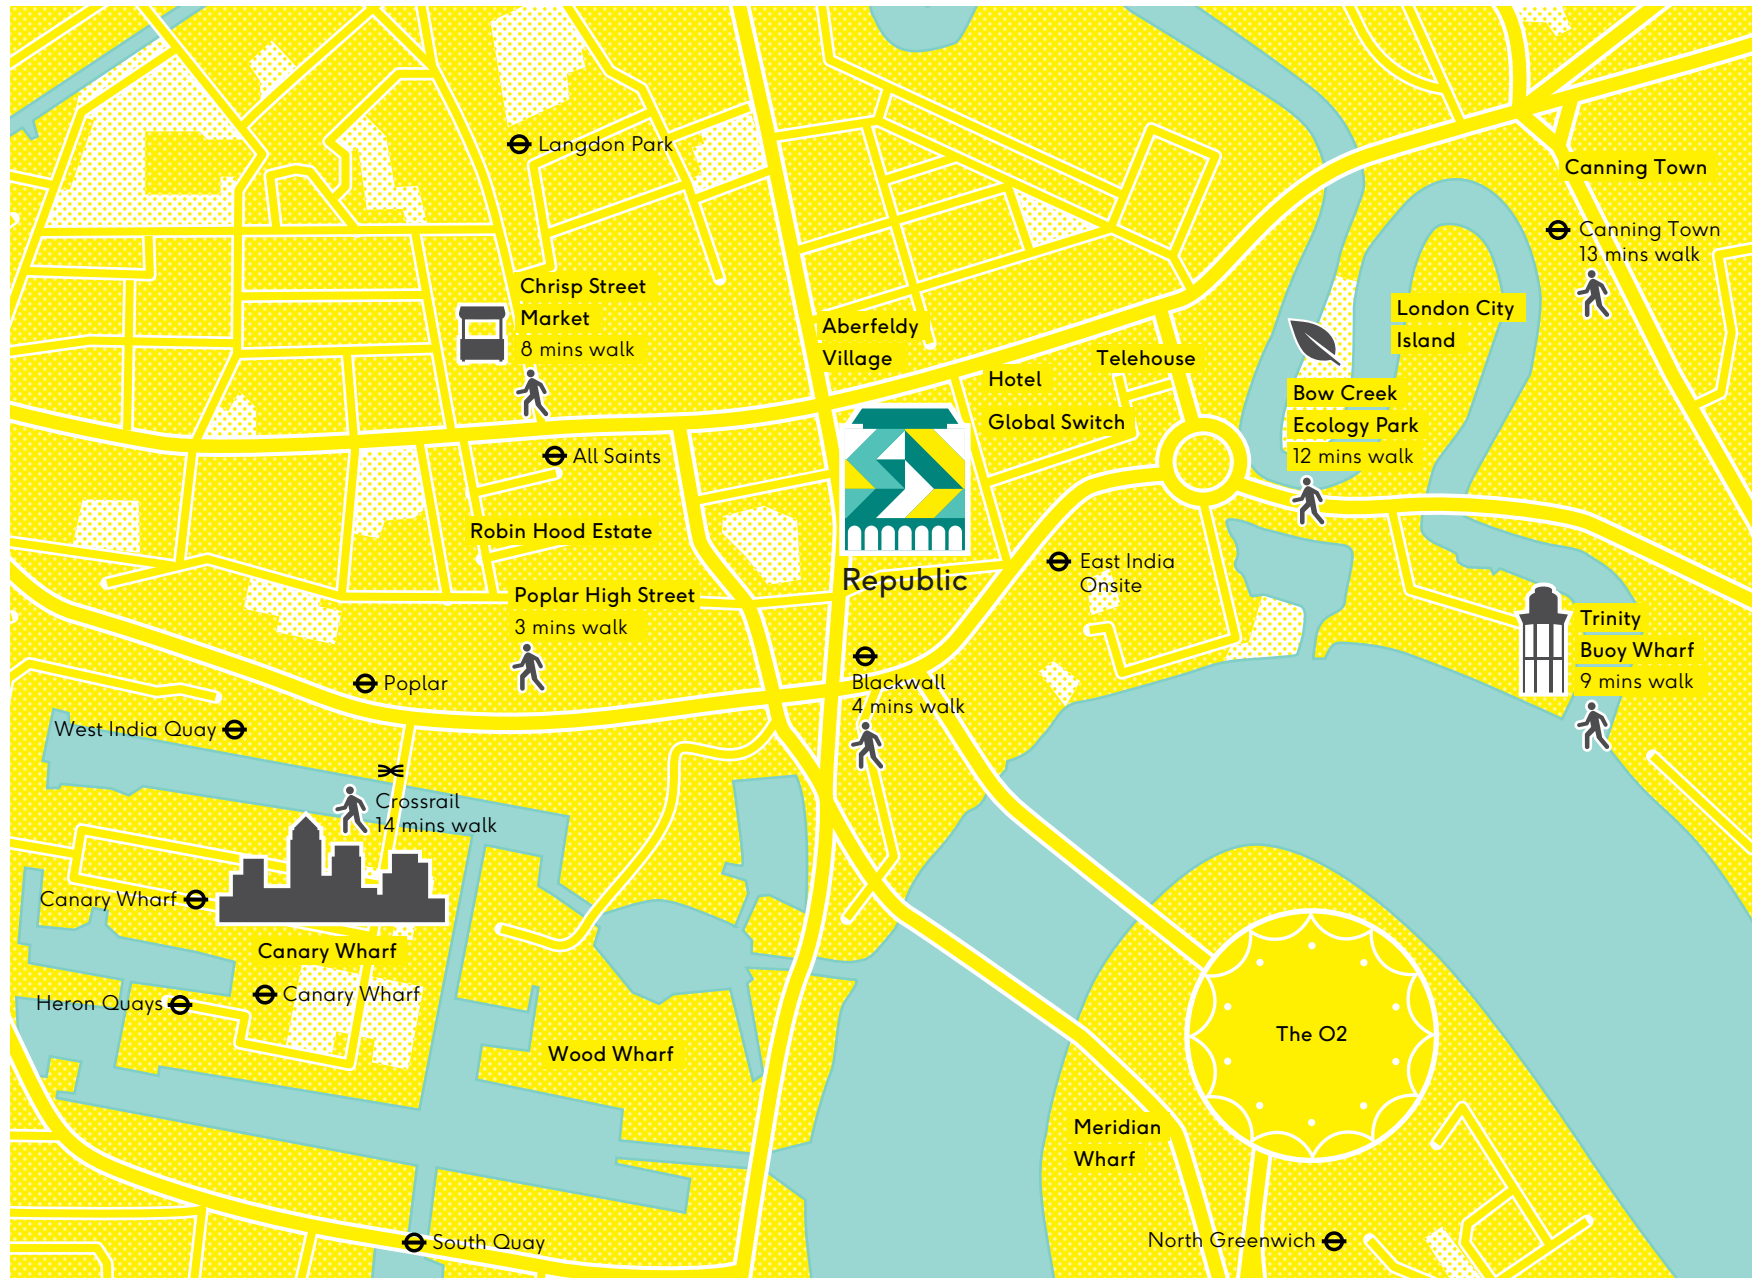 Langdon Park
Canning Town
Canning Town
13 mins walk
Chrisp Street
Market
8 mins walk
Aberfeldy
Village
London City
Island
Telehouse
Hotel
Global Switch
Bow Creek
Ecology Park
12 mins walk
All Saints
Robin Hood Estate
East India
Onsite
Republic
Poplar High Street
3 mins walk
Trinity
Buoy Wharf
9 mins walk
Poplar
Blackwall
4 mins walk
West India Quay
Crossrail
14 mins walk
Canary Wharf
Canary Wharf
Canary Wharf
Heron Quays
Wood Wharf
The O2
Meridian
Wharf
South Quay
North Greenwich